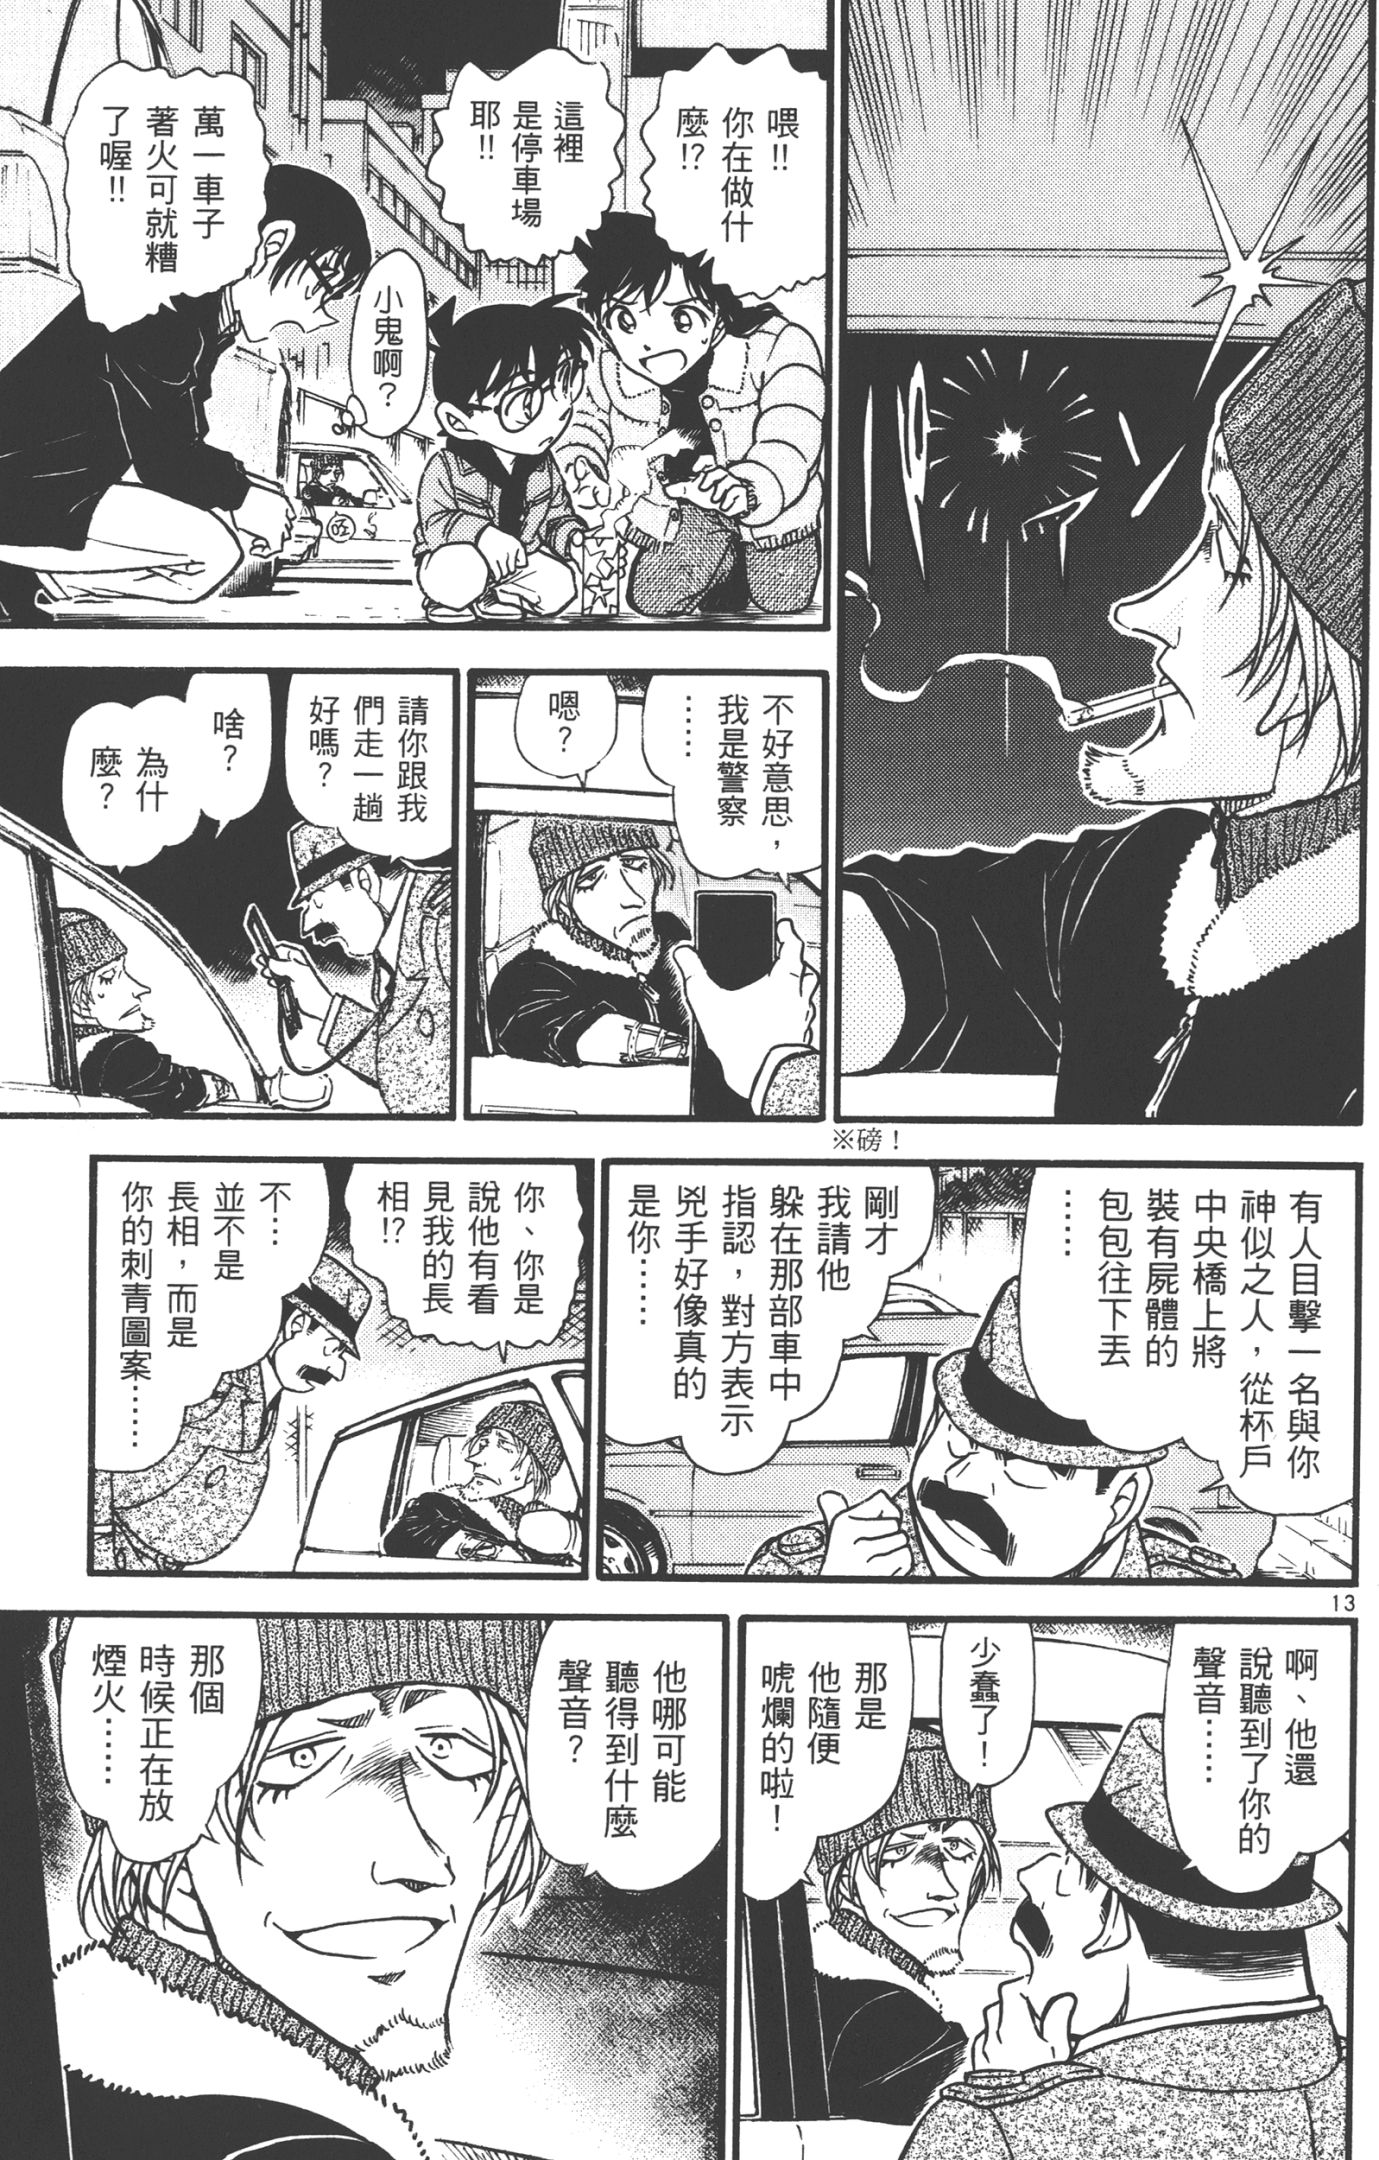 喂!!
你在做什
麼!?
這裡
是停車場
耶!!
萬一車子
著火可就糟
了喔!!
小鬼啊?
※磅!
不好意思,
我是警察
……
嗯?
請你跟我
們走一趟
好嗎?
啥?
為什
麼?
有人目擊一名與你
神似之人,從杯戶
中央橋上將
裝有屍體的
包包往下丟
……
剛才
我請他
躲在那部車中
指認,對方表示
兇手好像真的
是你……
你、你是
說他有看
見我的長
相!?
不…
並不是
長相,而是
你的刺青圖案……
13
啊、他還
說聽到了你的
聲音……
少蠢了!
那是
他隨便
唬爛的啦!
他哪可能
聽得到什麼
聲音?
那個
時候正在放
煙火……